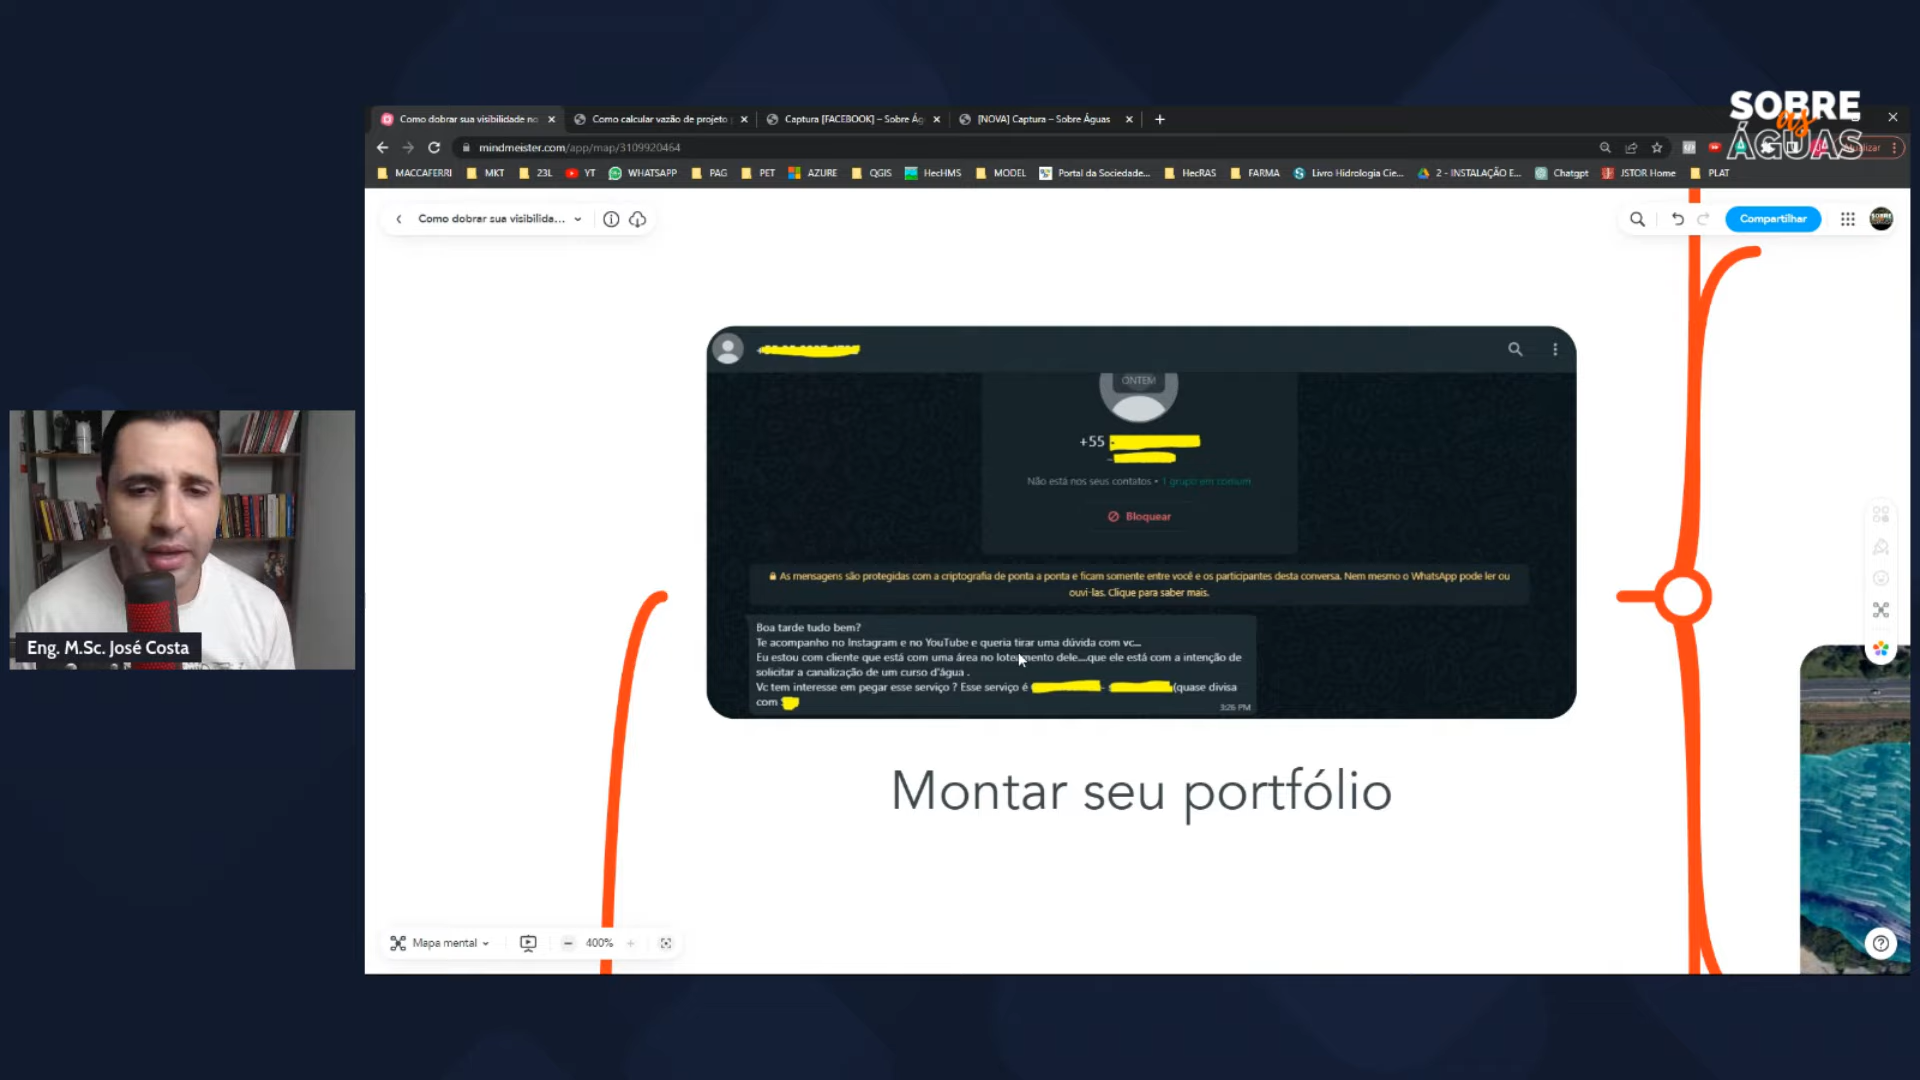 SOBRE
as
ÁGUAS
Como dobrar sua visibilidade no
Como calcular vazão de projeto
Captura [FACEBOOK] – Sobre Ág
[NOVA] Captura – Sobre Águas
mindmeister.com/app/map/3109920464
MACCAFERRI
MKT
23L
YT
WHATSAPP
PAG
PET
AZURE
QGIS
HecHMS
MODEL
Portal da Sociedade...
HecRAS
FARMA
Livro Hidrologia Cie...
2 - INSTALAÇÃO E...
Chatgpt
JSTOR Home
PLAT
Como dobrar sua visibilida...
Compartilhar
ONTEM
+55
Não está nos seus contatos • 1 grupo em comum
Bloquear
As mensagens são protegidas com a criptografia de ponta a ponta e ficam somente entre você e os participantes desta conversa. Nem mesmo o WhatsApp pode ler ou
ouvi-las. Clique para saber mais.
Boa tarde tudo bem?
Te acompanho no Instagram e no YouTube e queria tirar uma dúvida com vc...
Eu estou com cliente que está com uma área no loteamento dele....que ele está com a intenção de
solicitar a canalização de um curso d'água .
Vc tem interesse em pegar esse serviço ? Esse serviço é (quase divisa
com
3:26 PM
Montar seu portfólio
Eng. M.Sc. José Costa
Mapa mental
400%